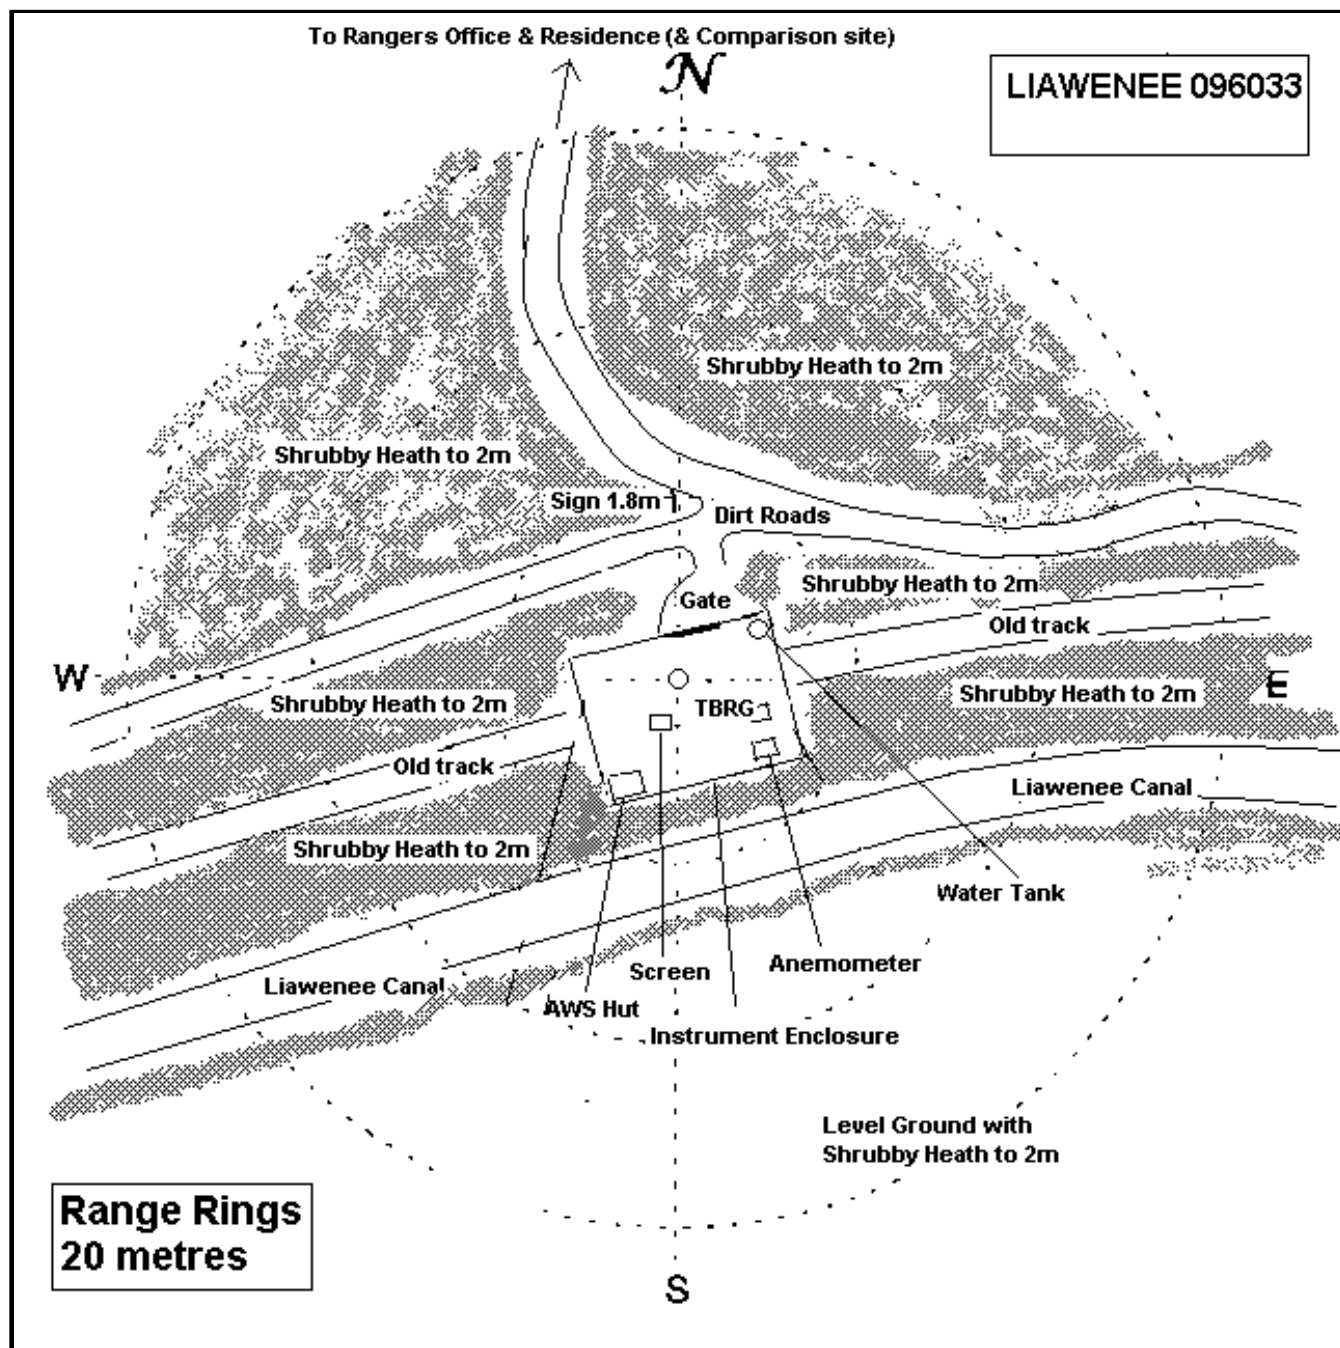 To Rangers Office & Residence (& Comparison site)
N
LIAWENEE 096033
Shrubby Heath to 2m
Shrubby Heath to 2m
Sign 1.8m
Dirt Roads
Shrubby Heath to 2m
Gate
Old track
W
E
Shrubby Heath to 2m
Shrubby Heath to 2m
TBRG
Old track
Liawenee Canal
Shrubby Heath to 2m
Water Tank
Anemometer
Screen
Liawenee Canal
AWS Hut
Instrument Enclosure
Level Ground with
Shrubby Heath to 2m
Range Rings
20 metres
S